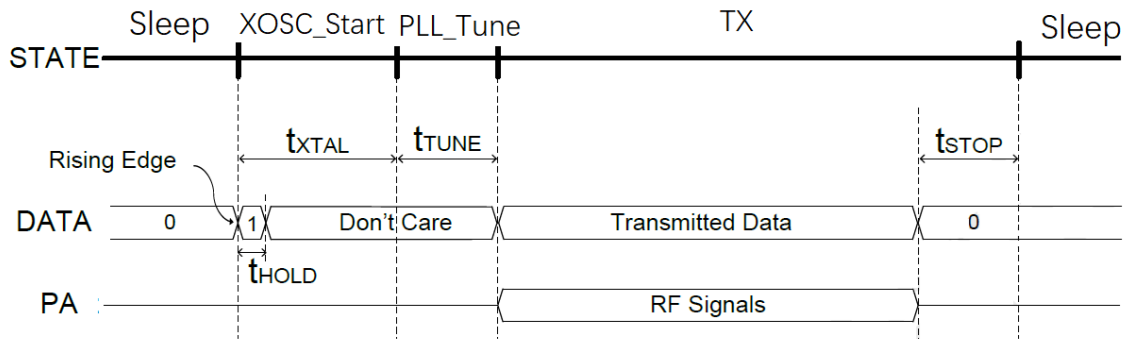 Sleep XOSC_Start PLL_Tune TX Sleep
STATE
tXTAL tTUNE tSTOP
Rising Edge
DATA 0 1 Don't Care Transmitted Data 0
tHOLD
PA : RF Signals